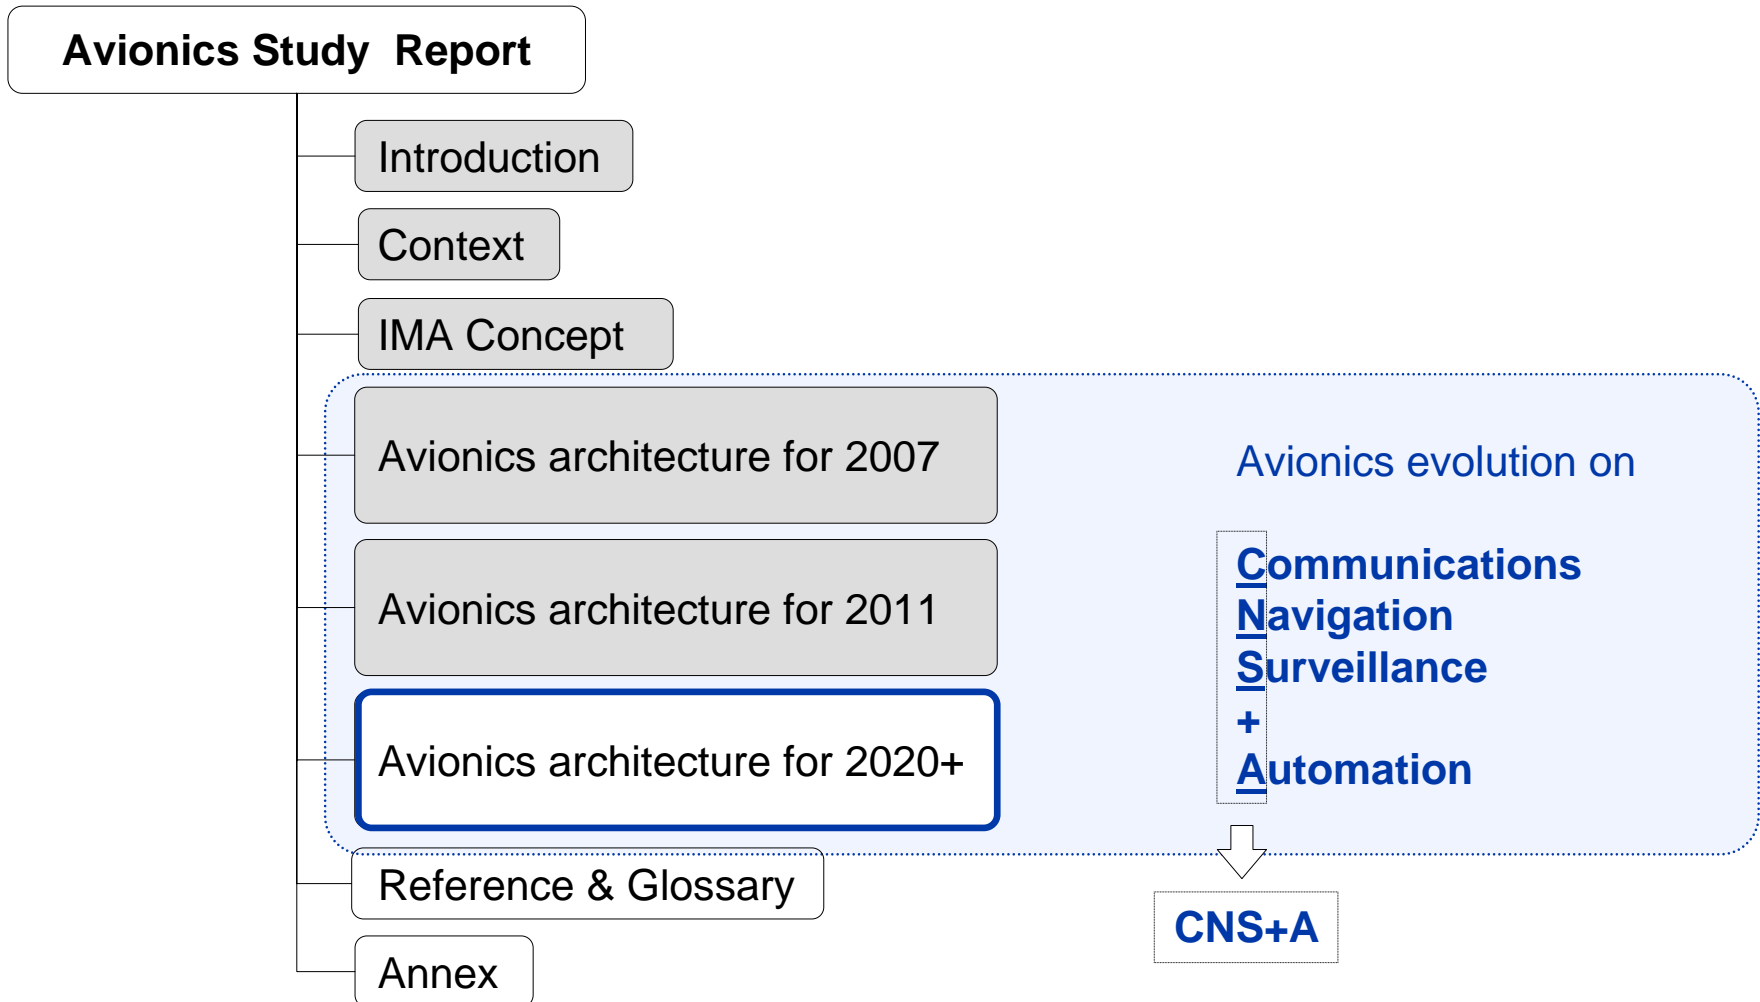 Avionics Study Report
Introduction
Context
IMA Concept
Avionics architecture for 2007
Avionics architecture for 2011
Avionics architecture for 2020+
Reference & Glossary
Annex
Avionics evolution on
Communications
Navigation
Surveillance
+
Automation
CNS+A